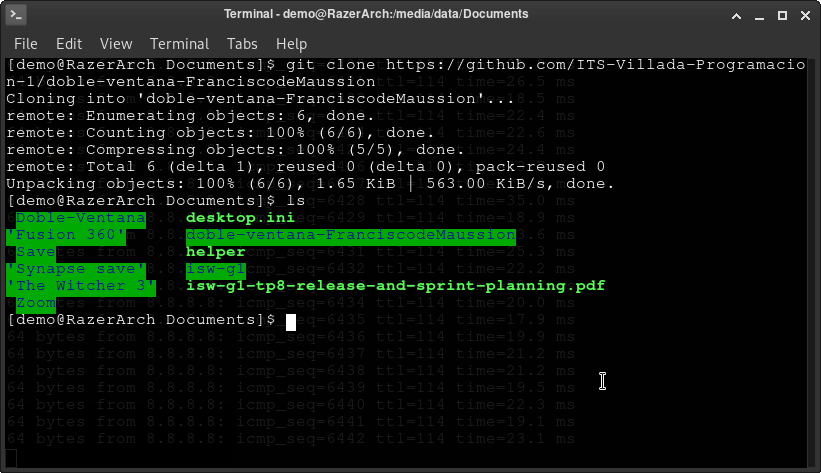 Terminal - demo@RazerArch:/media/data/Documents
File Edit View Terminal Tabs Help
[demo@RazerArch Documents]$ git clone https://github.com/ITS-Villada-Programacio
n-1/doble-ventana-FranciscodeMaussion
Cloning into 'doble-ventana-FranciscodeMaussion'...
remote: Enumerating objects: 6, done.
remote: Counting objects: 100% (6/6), done.
remote: Compressing objects: 100% (5/5), done.
remote: Total 6 (delta 1), reused 0 (delta 0), pack-reused 0
Unpacking objects: 100% (6/6), 1.65 KiB | 563.00 KiB/s, done.
[demo@RazerArch Documents]$ ls
Doble-Ventana desktop.ini
'Fusion 360' doble-ventana-FranciscodeMaussion
Save helper
'Synapse save' isw-g1
'The Witcher 3' isw-g1-tp8-release-and-sprint-planning.pdf
Zoom
[demo@RazerArch Documents]$
64 bytes from 8.8.8.8: icmp_seq=6436 ttl=114 time=19.9 ms
64 bytes from 8.8.8.8: icmp_seq=6437 ttl=114 time=21.2 ms
64 bytes from 8.8.8.8: icmp_seq=6438 ttl=114 time=21.2 ms
64 bytes from 8.8.8.8: icmp_seq=6439 ttl=114 time=19.5 ms
64 bytes from 8.8.8.8: icmp_seq=6440 ttl=114 time=22.3 ms
64 bytes from 8.8.8.8: icmp_seq=6441 ttl=114 time=19.1 ms
64 bytes from 8.8.8.8: icmp_seq=6442 ttl=114 time=23.1 ms